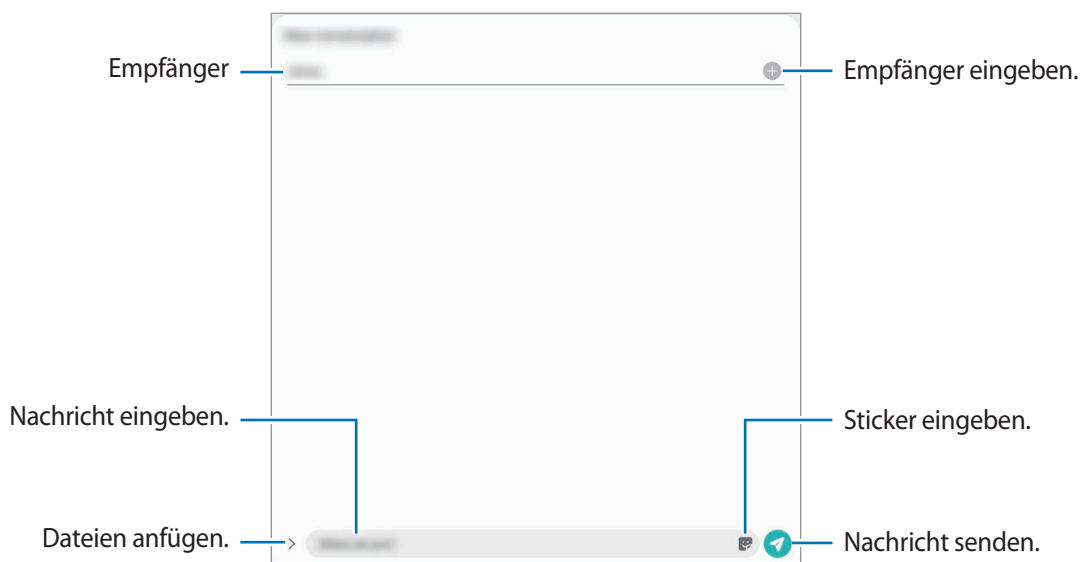 Empfänger
Empfänger eingeben.
Nachricht eingeben.
Sticker eingeben.
Dateien anfügen.
Nachricht senden.